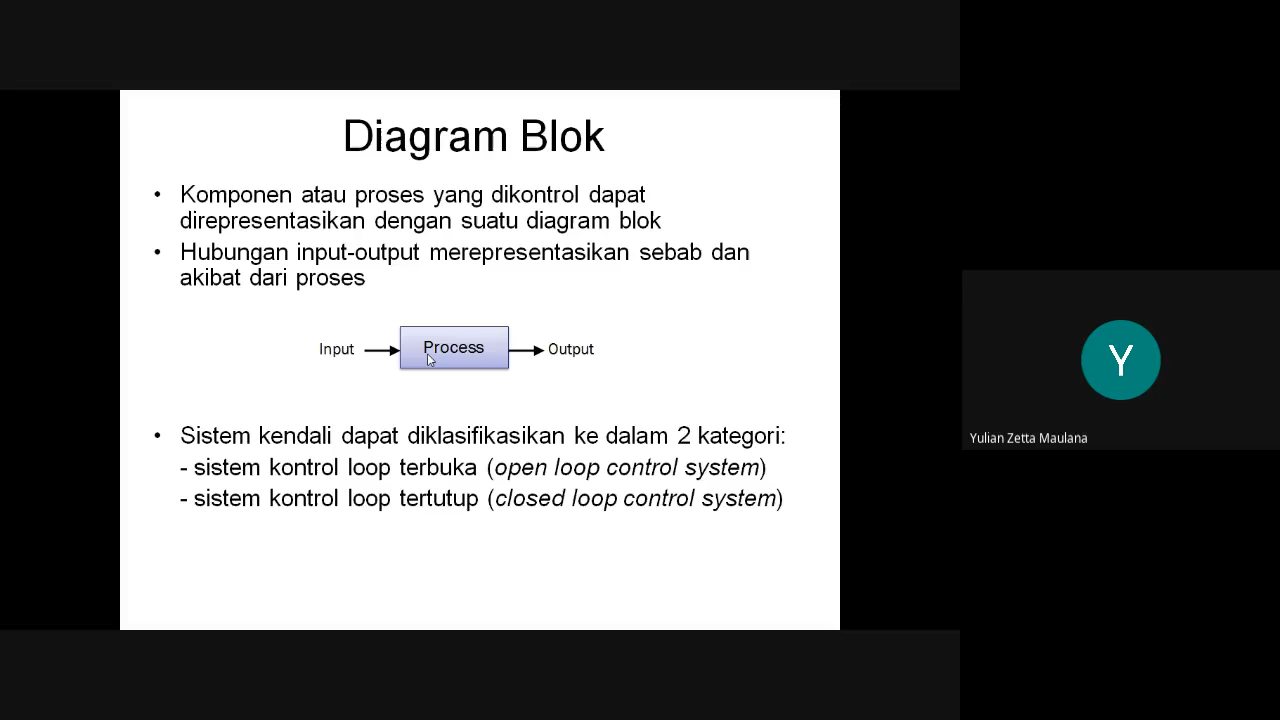 Diagram Blok
• Komponen atau proses yang dikontrol dapat
direpresentasikan dengan suatu diagram blok
• Hubungan input-output merepresentasikan sebab dan
akibat dari proses
Input Process Output
• Sistem kendali dapat diklasifikasikan ke dalam 2 kategori:
- sistem kontrol loop terbuka (open loop control system)
- sistem kontrol loop tertutup (closed loop control system)
Y
Yulian Zetta Maulana